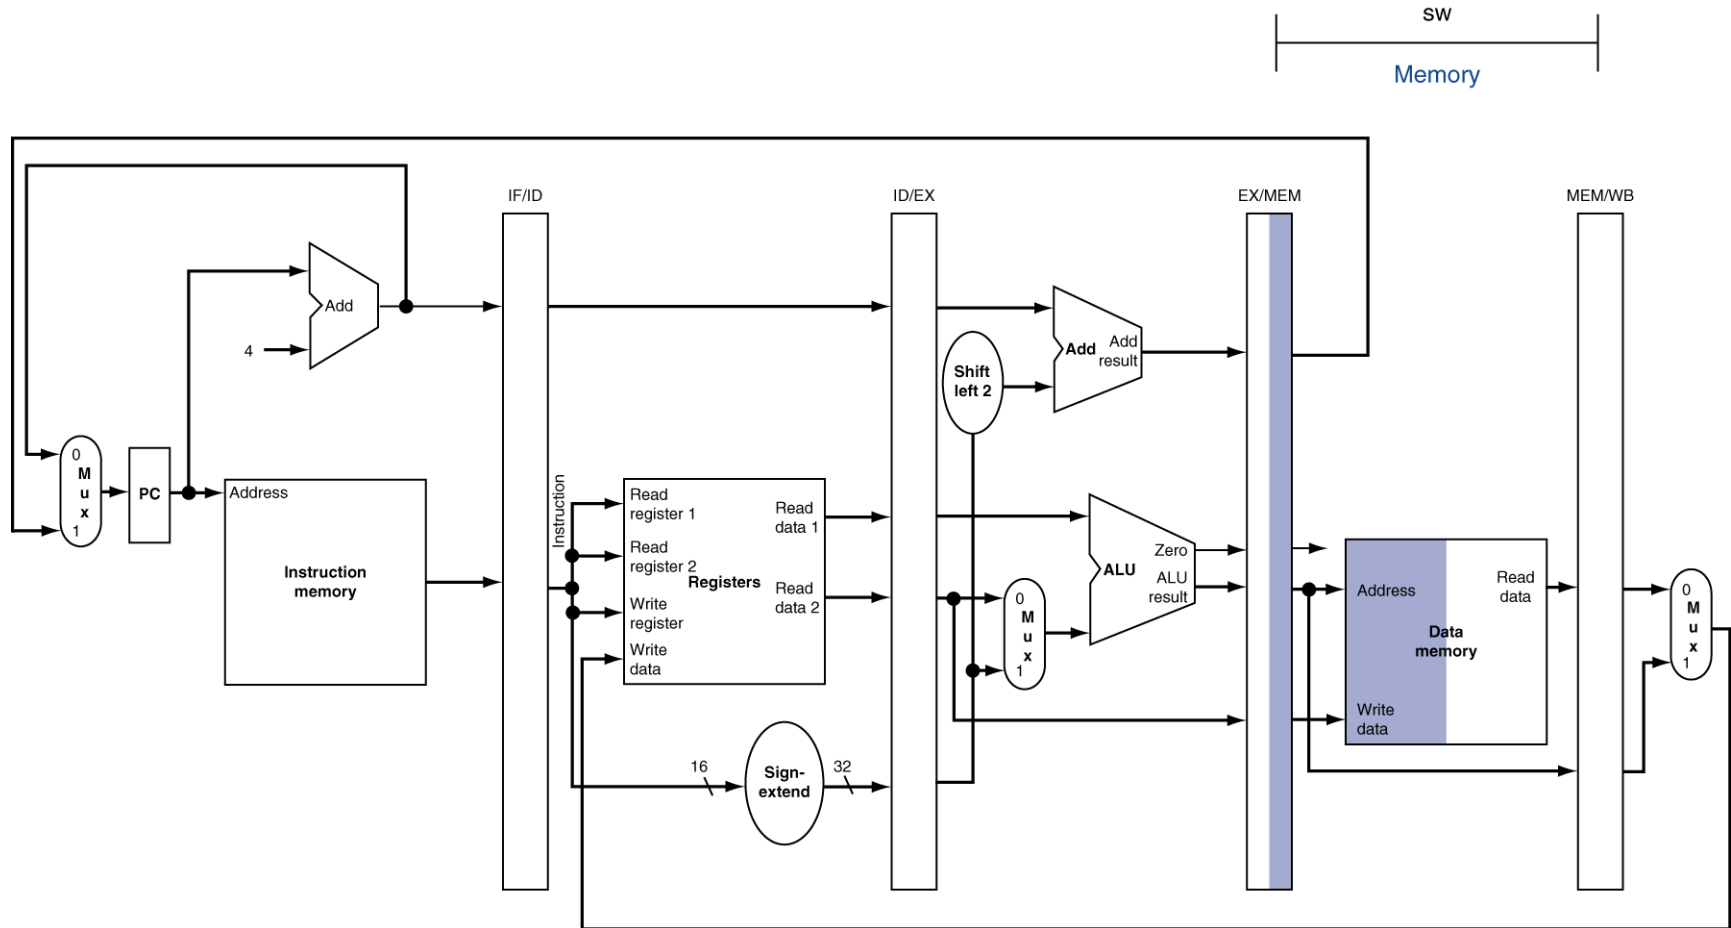 SW
Memory
IF/ID
ID/EX
EX/MEM
MEM/WB
Add
4
Add
Add
result
Shift
left 2
0
M
u
x
1
PC
Address
Instruction
memory
Instruction
Read
register 1
Read
register 2
Write
register
Write
data
Registers
Read
data 1
Read
data 2
16
Sign-
extend
32
0
M
u
x
1
Zero
ALU
ALU
result
Address
Read
data
Data
memory
Write
data
0
M
u
x
1